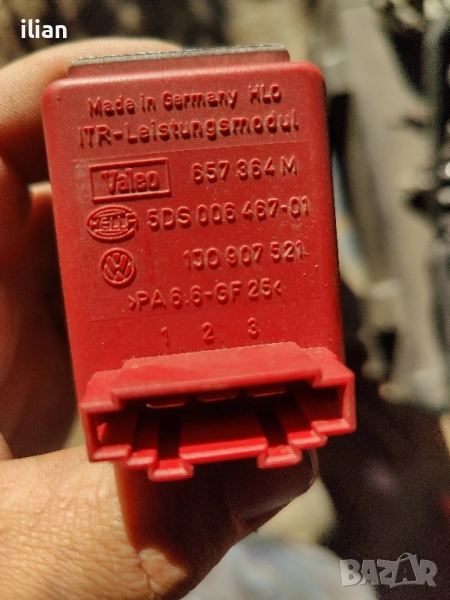 ilian
Made in Germany HLO
ITR-Leistungsmodul
Valeo 657 364 M
HELLA 5DS 006 467-01
VW 1J0 907 521
>PA 6.6-GF 25<
1 2 3
BAZAR